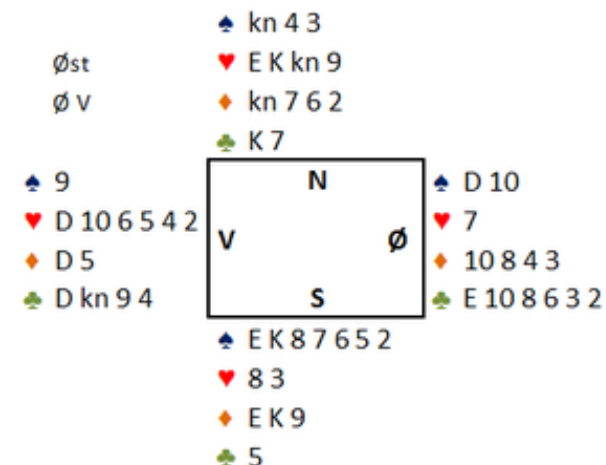 ♠ kn 4 3
Øst ♥ E K kn 9
Ø V ♦ kn 7 6 2
♣ K 7
♠ 9 N ♠ D 10
♥ D 10 6 5 4 2 ♥ 7
V Ø
♦ D 5 ♦ 10 8 4 3
♣ D kn 9 4 S ♣ E 10 8 6 3 2
♠ E K 8 7 6 5 2
♥ 8 3
♦ E K 9
♣ 5